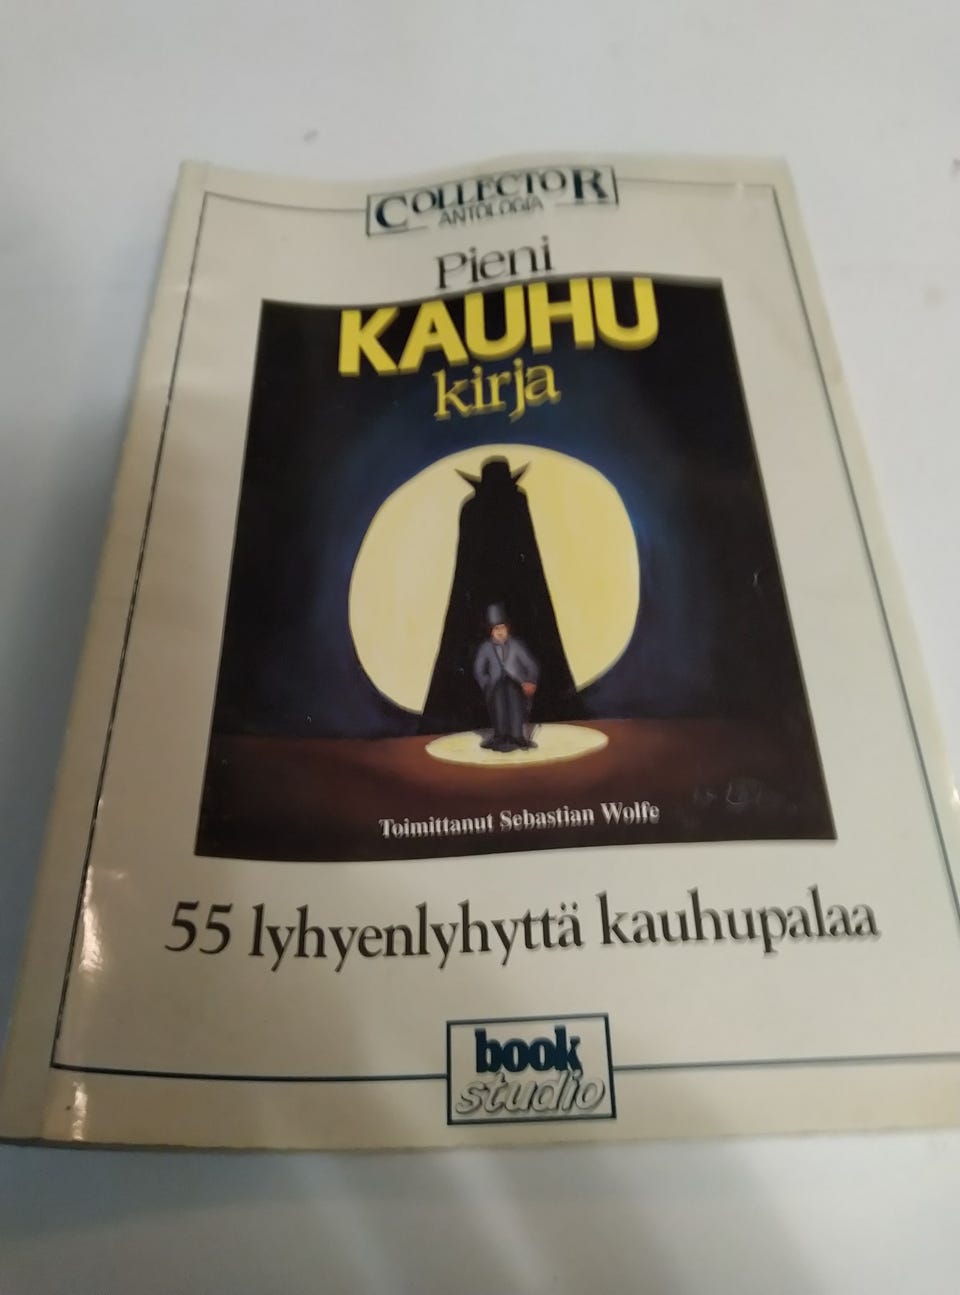 COLLECTOR
ANTOLOGIA
Pieni
KAUHU
kirja
Toimittanut Sebastian Wolfe
55 lyhyenlyhyttä kauhupalaa
book
studio